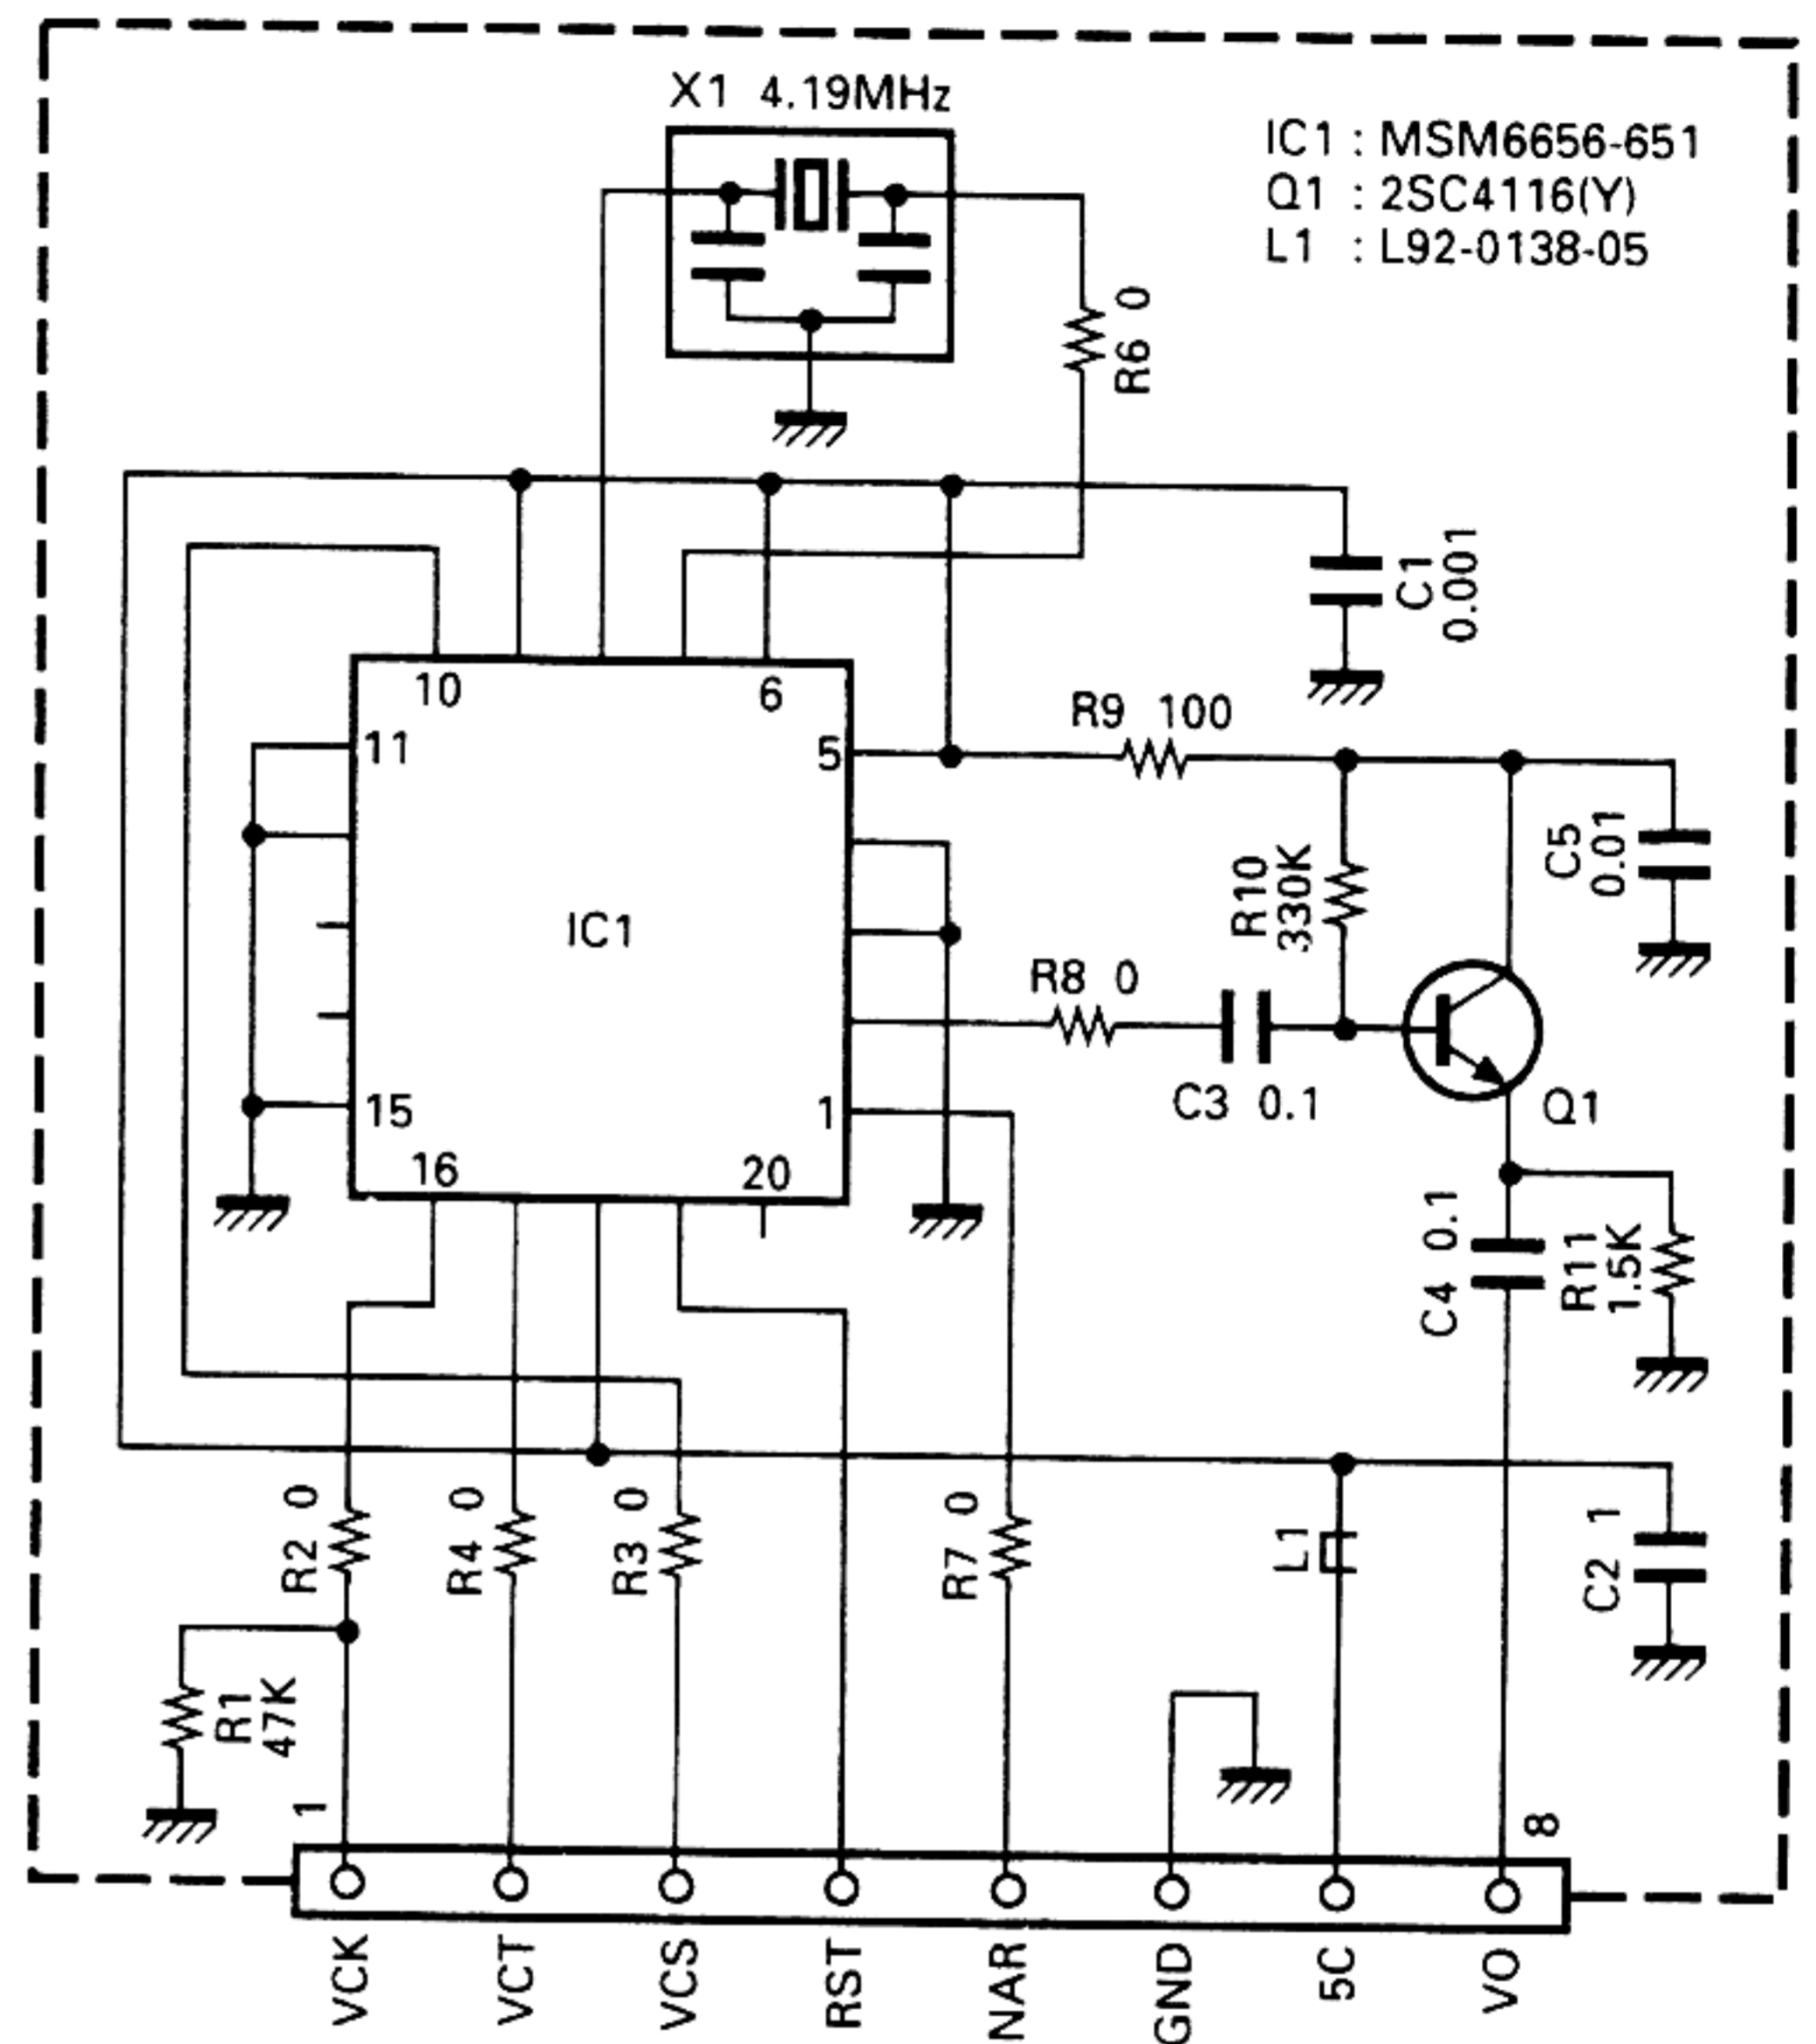 X1 4.19MHz
IC1 : MSM6656-651
Q1 : 2SC4116(Y)
L1 : L92-0138-05
R6 0
C1
0.001
10
6
11
5
R9 100
C5
0.01
R10
330K
IC1
R8 0
C3 0.1
Q1
15
1
16
20
C4 0.1
R11
1.5K
R2 0
R4 0
R3 0
R7 0
L1
C2 1
R1
47K
1
8
VCK
VCT
VCS
RST
NAR
GND
5C
VO